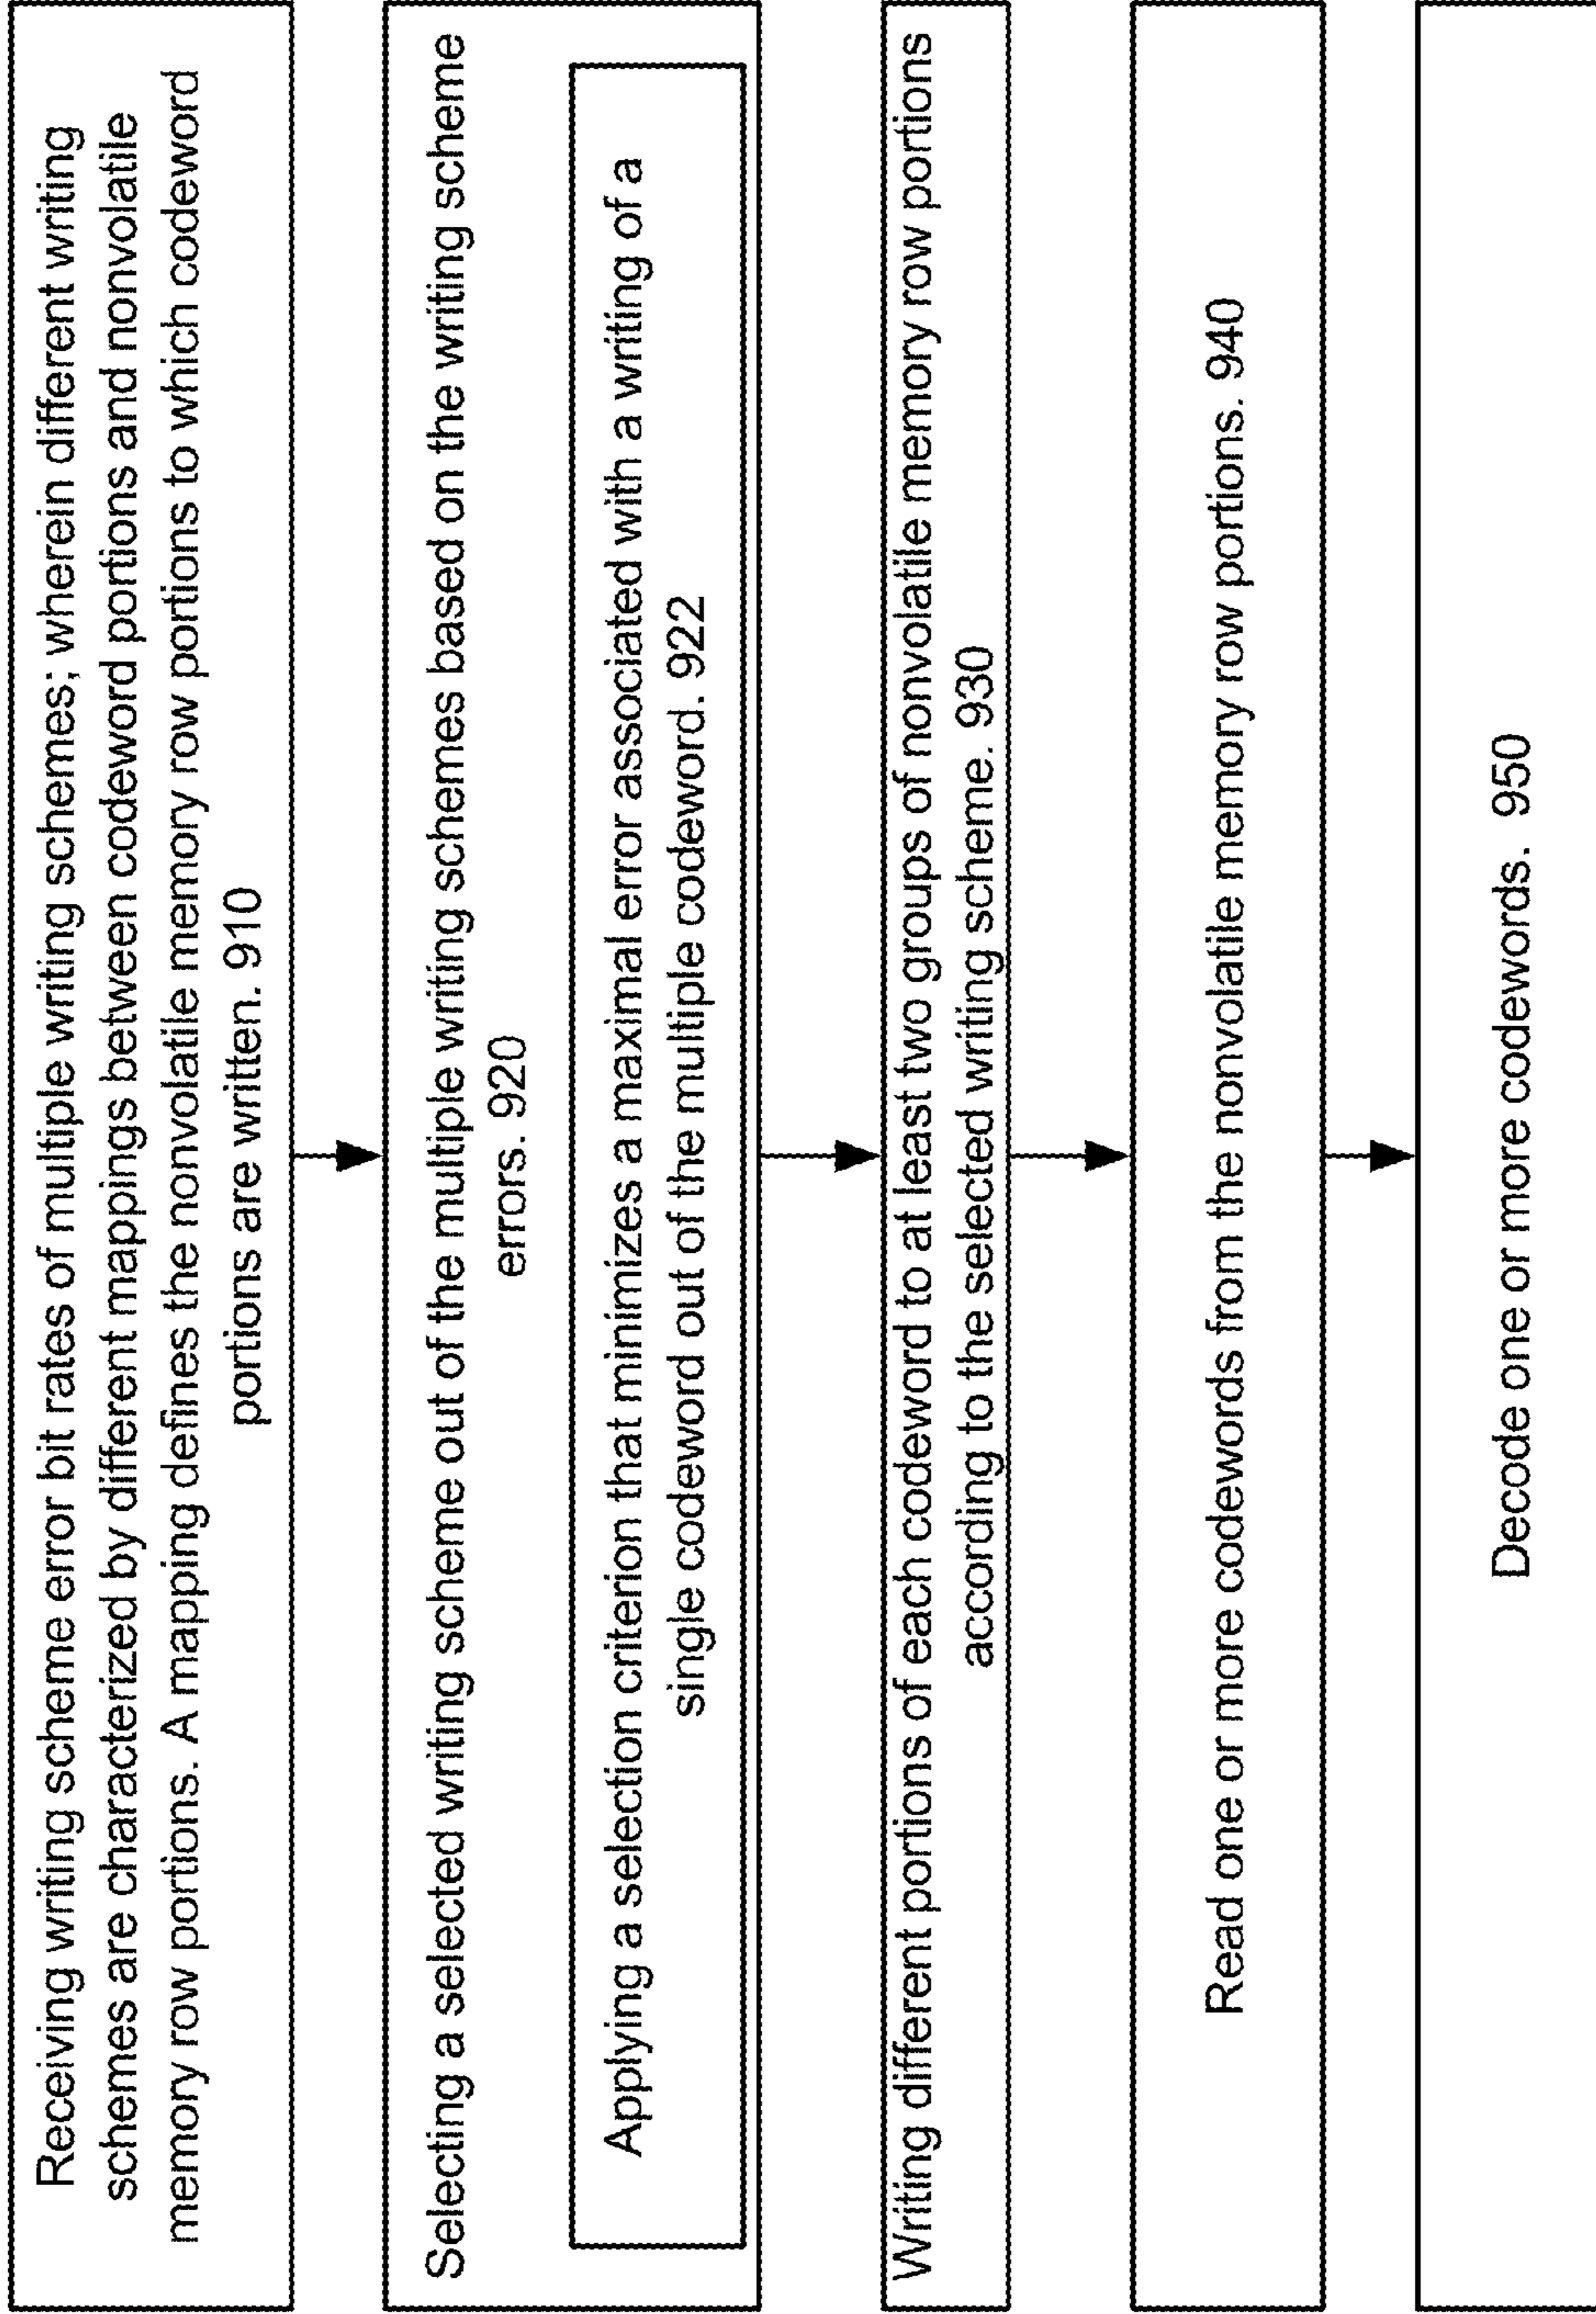 Receiving writing scheme error bit rates of multiple writing schemes; wherein different writing
schemes are characterized by different mappings between codeword portions and nonvolatile
memory row portions. A mapping defines the nonvolatile memory row portions to which codeword
portions are written. 910
Selecting a selected writing scheme out of the multiple writing schemes based on the writing scheme
errors. 920
Applying a selection criterion that minimizes a maximal error associated with a writing of a
single codeword out of the multiple codeword. 922
Writing different portions of each codeword to at least two groups of nonvolatile memory row portions
according to the selected writing scheme. 930
Read one or more codewords from the nonvolatile memory row portions. 940
Decode one or more codewords. 950